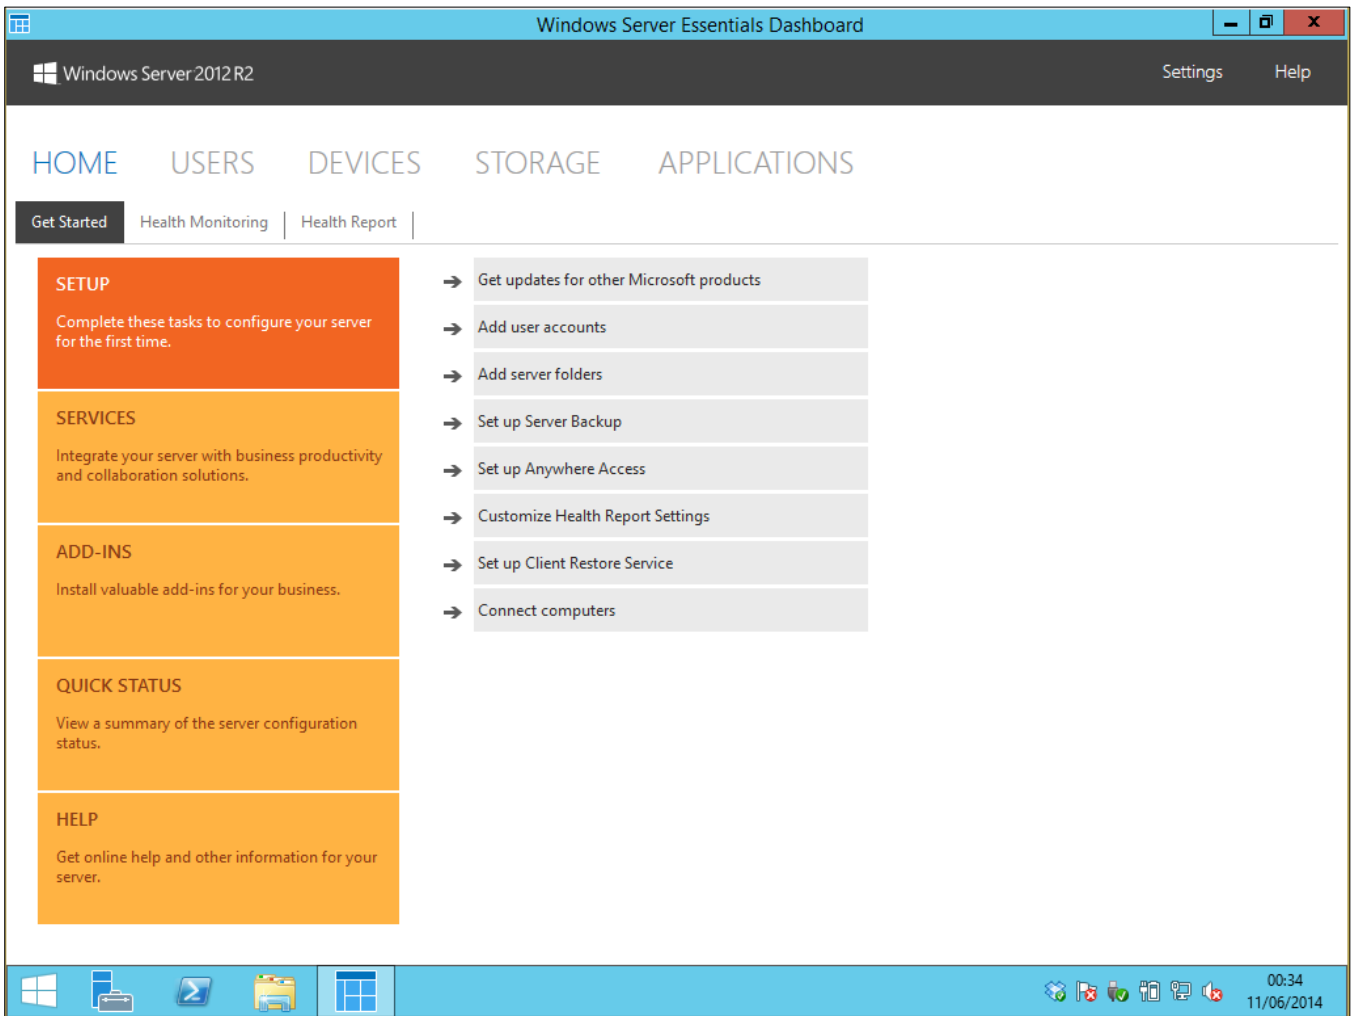 Windows Server Essentials Dashboard
Windows Server 2012 R2
Settings
Help
HOME
USERS
DEVICES
STORAGE
APPLICATIONS
Get Started
Health Monitoring
Health Report
SETUP
Complete these tasks to configure your server
for the first time.
SERVICES
Integrate your server with business productivity
and collaboration solutions.
ADD-INS
Install valuable add-ins for your business.
QUICK STATUS
View a summary of the server configuration
status.
HELP
Get online help and other information for your
server.
Get updates for other Microsoft products
Add user accounts
Add server folders
Set up Server Backup
Set up Anywhere Access
Customize Health Report Settings
Set up Client Restore Service
Connect computers
00:34
11/06/2014